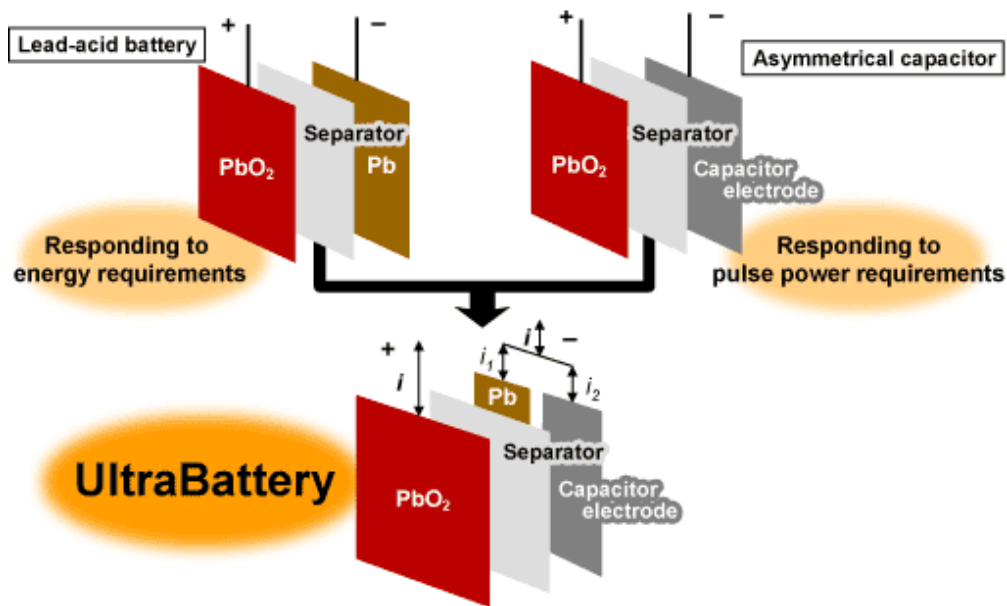 +
−
+
−
Lead-acid battery
Asymmetrical capacitor
Separator
PbO₂
Pb
Separator
PbO₂
Capacitor
electrode
Responding to
energy requirements
Responding to
pulse power requirements
+
i
i₁
i
−
i₂
Pb
UltraBattery
Separator
PbO₂
Capacitor
electrode